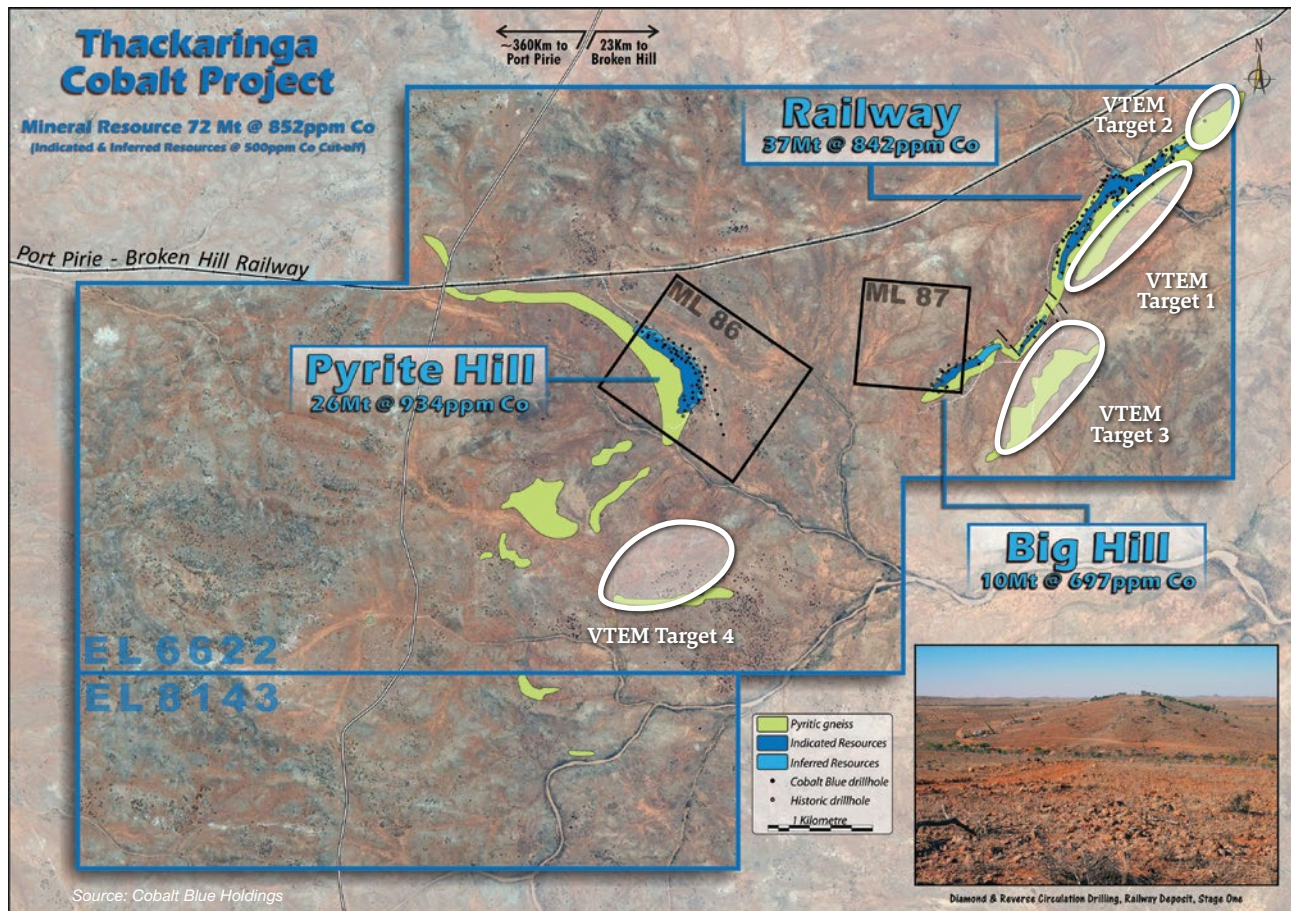 Thackaringa
Cobalt Project
Mineral Resource 72 Mt @ 852ppm Co
(Indicated & Inferred Resources @ 500ppm Co Cut-off)
~360Km to
Port Pirie
23Km to
Broken Hill
N
Railway
37Mt @ 842ppm Co
VTEM
Target 2
Port Pirie - Broken Hill Railway
VTEM
Target 1
ML 86
ML 87
Pyrite Hill
26Mt @ 934ppm Co
VTEM
Target 3
Big Hill
10Mt @ 697ppm Co
VTEM Target 4
EL 6622
EL 8143
Pyritic gneiss
Indicated Resources
Inferred Resources
Cobalt Blue drillhole
Historic drillhole
1 Kilometre
Source: Cobalt Blue Holdings
Diamond & Reverse Circulation Drilling, Railway Deposit, Stage One